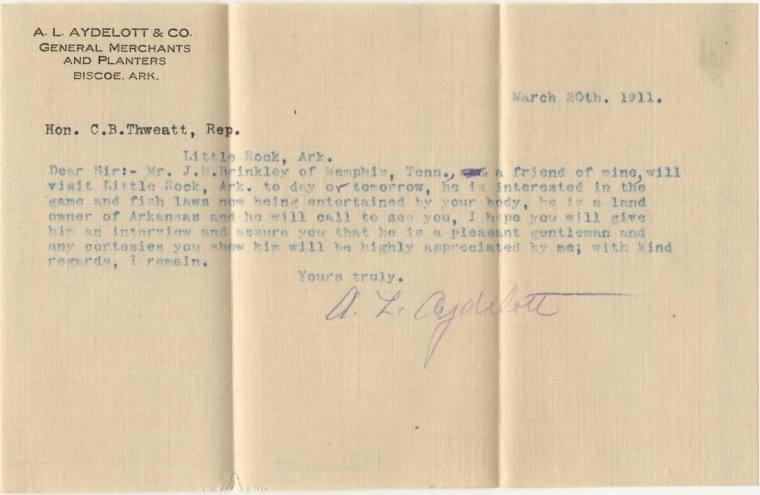 A. L. AYDELOTT & CO.
GENERAL MERCHANTS
AND PLANTERS
BISCOE, ARK.
March 20th. 1911.
Hon. C.B.Thweatt, Rep.
Little Rock, Ark.
Dear Sir:- Mr. J.M.Brinkley of Memphis, Tenn., a friend of mine, will
visit Little Rock, Ark. to day or tomorrow, he is interested in the
game and fish laws now being entertained by your body, he is a land
owner of Arkansas and he will call to see you, I hope you will give
him an interview and assure you that he is a pleasant gentleman and
any cortesies you show him will be highly appreciated by me; with kind
regards, I remain.
Yours truly.
A. L. Aydelott